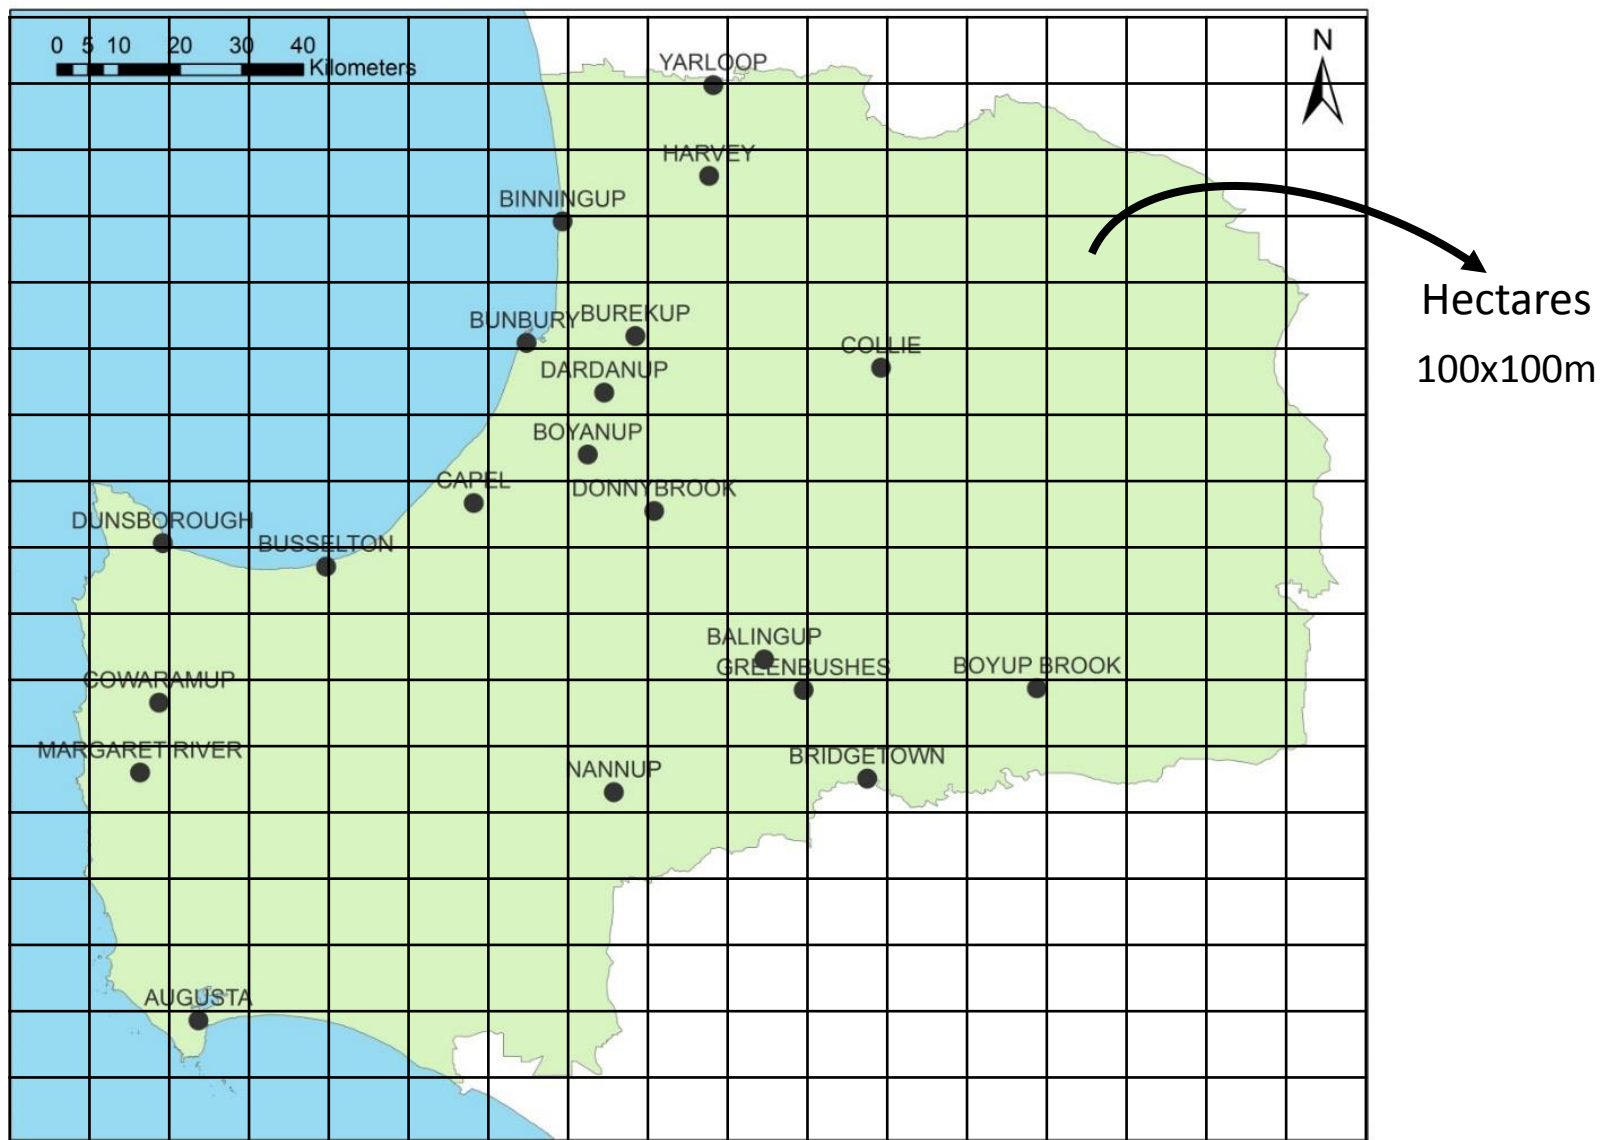 0 5 10 20 30 40
Kilometers
N
YARLOOP
HARVEY
BINNINGUP
Hectares
100x100m
BUNBURY
BUREKUP
COLLIE
DARDANUP
BOYANUP
CAPEL
DONNYBROOK
DUNSBOROUGH
BUSSELTON
BALINGUP
GREENBUSHES
BOYUP BROOK
COWARAMUP
MARGARET RIVER
NANNUP
BRIDGETOWN
AUGUSTA